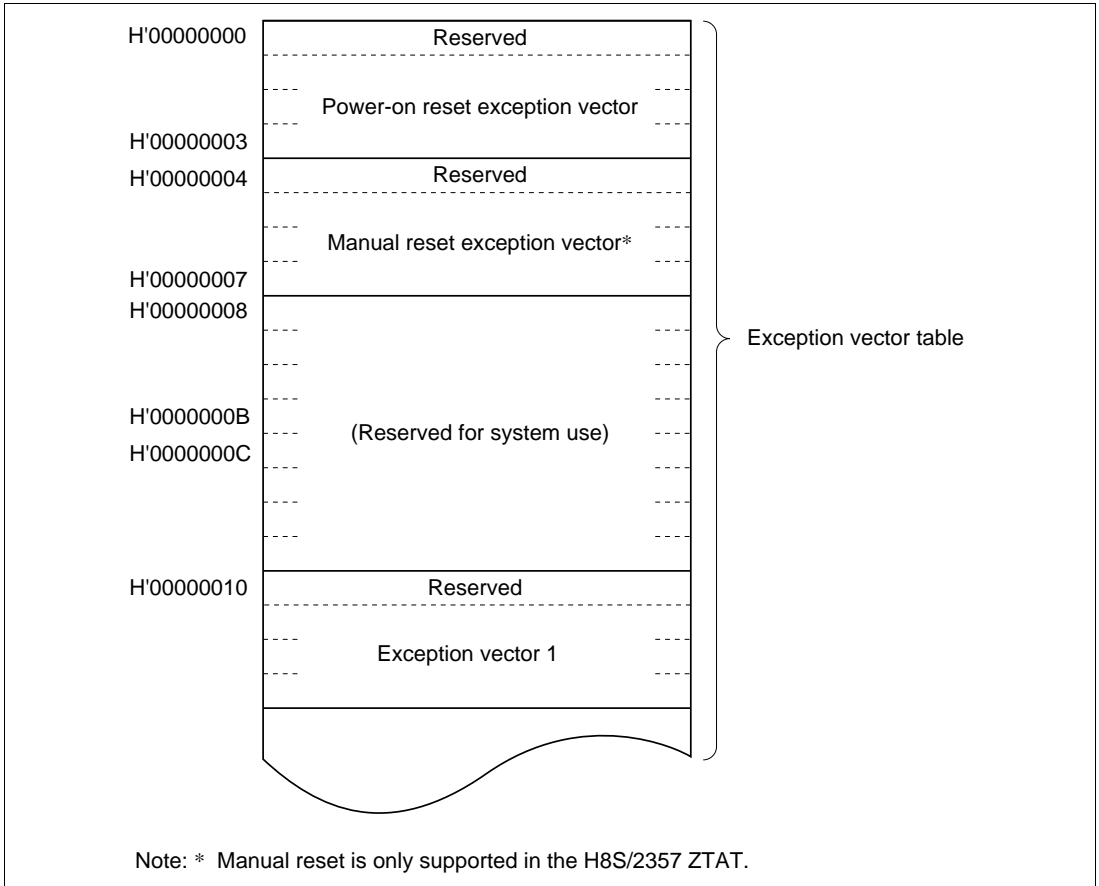 H'00000000 Reserved
Power-on reset exception vector
H'00000003
H'00000004 Reserved
Manual reset exception vector*
H'00000007
H'00000008
Exception vector table
H'0000000B
(Reserved for system use)
H'0000000C
H'00000010 Reserved
Exception vector 1
Note: * Manual reset is only supported in the H8S/2357 ZTAT.